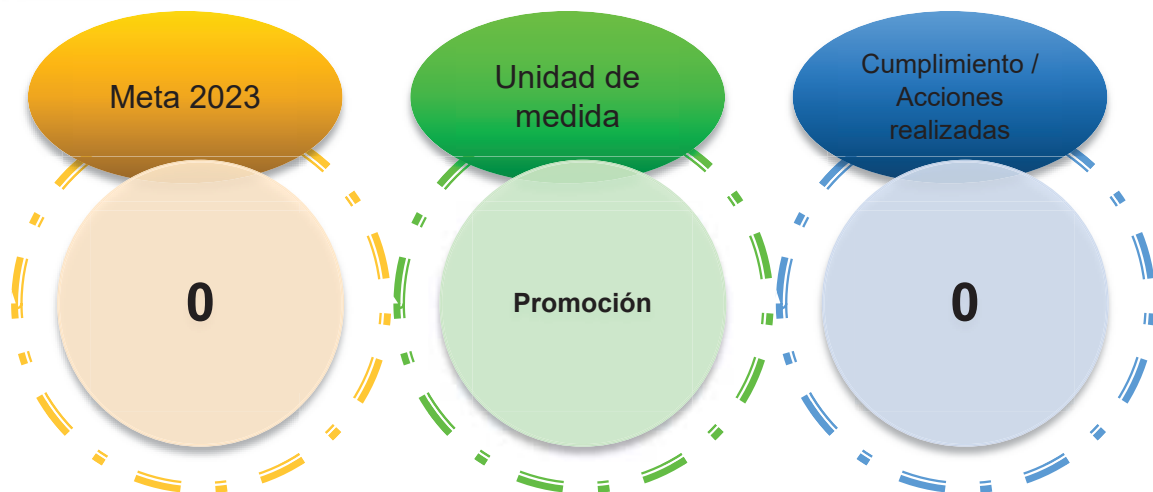 Meta 2023
0
Unidad de
medida
Promoción
Cumplimiento /
Acciones
realizadas
0